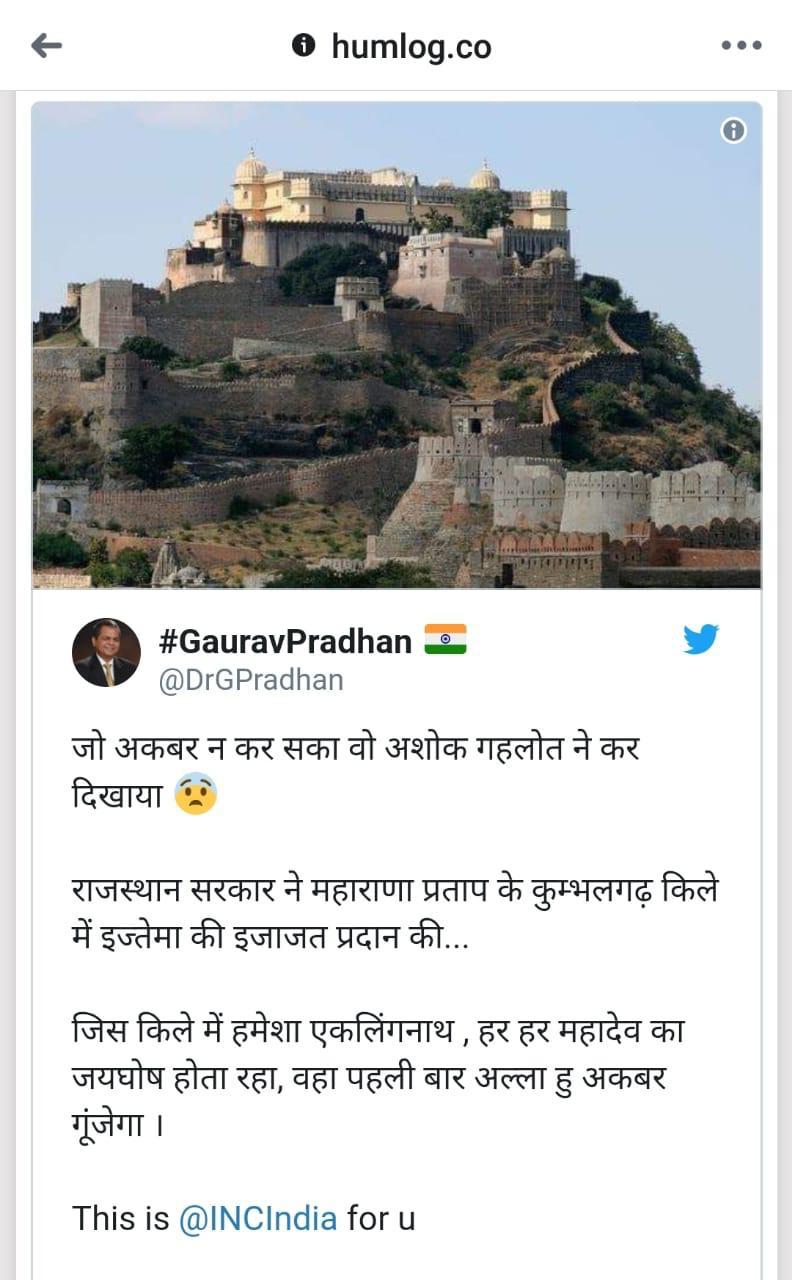 humlog.co
#GauravPradhan
@DrGPradhan
जो अकबर न कर सका वो अशोक गहलोत ने कर
दिखाया 😨
राजस्थान सरकार ने महाराणा प्रताप के कुम्भलगढ़ किले
में इज्तेमा की इजाजत प्रदान की...
जिस किले में हमेशा एकलिंगनाथ , हर हर महादेव का
जयघोष होता रहा, वहा पहली बार अल्ला हु अकबर
गूंजेगा ।
This is @INCIndia for u